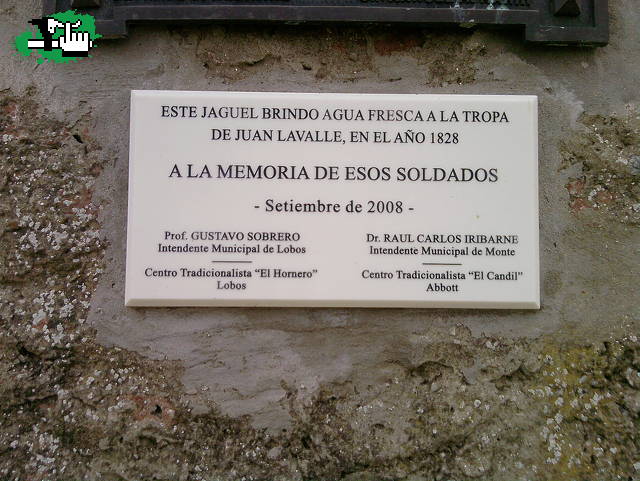 ESTE JAGUEL BRINDO AGUA FRESCA A LA TROPA
DE JUAN LAVALLE, EN EL AÑO 1828
A LA MEMORIA DE ESOS SOLDADOS
- Setiembre de 2008 -
Prof. GUSTAVO SOBRERO
Intendente Municipal de Lobos
Centro Tradicionalista “El Hornero”
Lobos
Dr. RAUL CARLOS IRIBARNE
Intendente Municipal de Monte
Centro Tradicionalista “El Candil”
Abbott